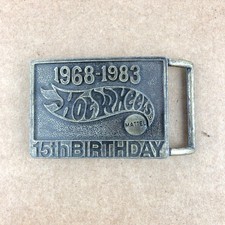 1968-1983
HOT WHEELS
MATTEL
15th BIRTHDAY